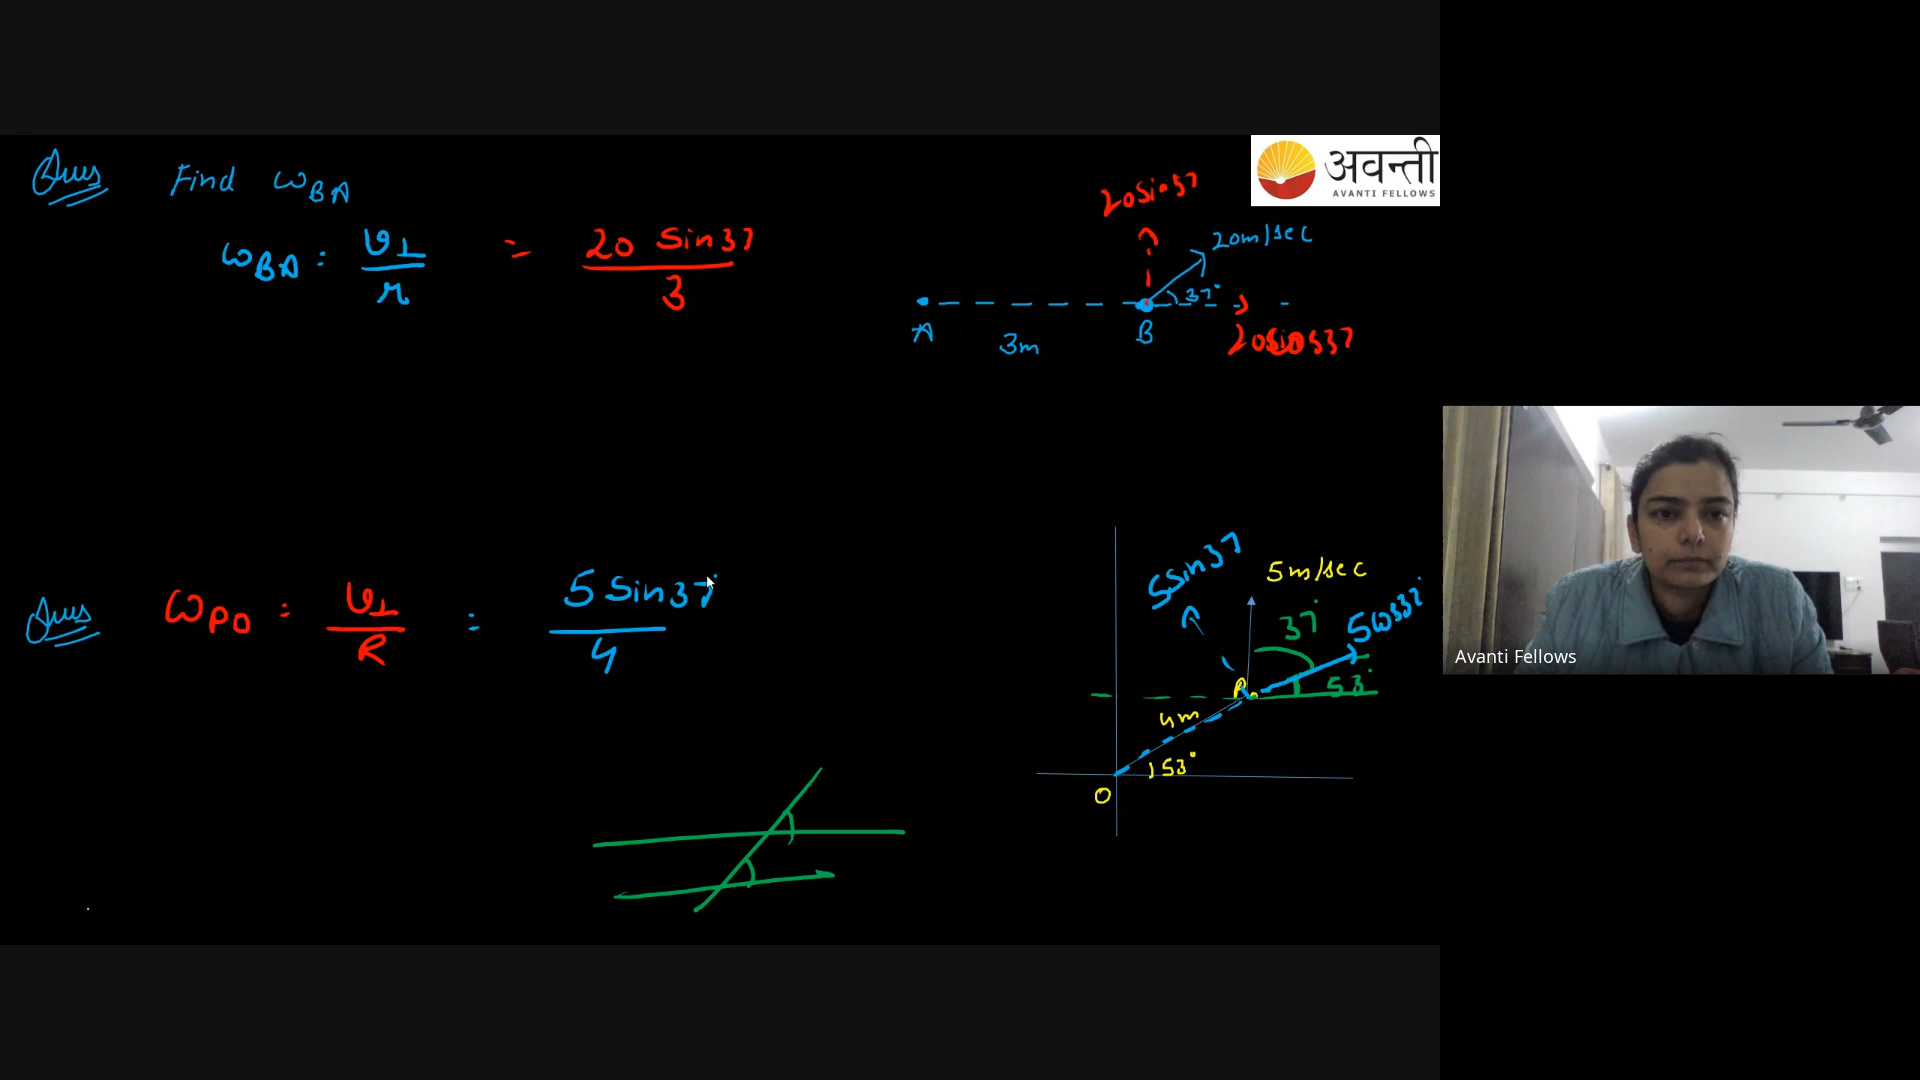 Ques Find ωBA
ωBA = v⊥/r = 20 Sin37/3
20Sin37
20m/sec
37°
A 3m B
अवन्ती
AVANTI FELLOWS
Ques ωPO = v⊥/R = 5 Sin37°/4
5Sin37
5m/sec
37°
5cos37°
53°
4m
53°
O
Avanti Fellows